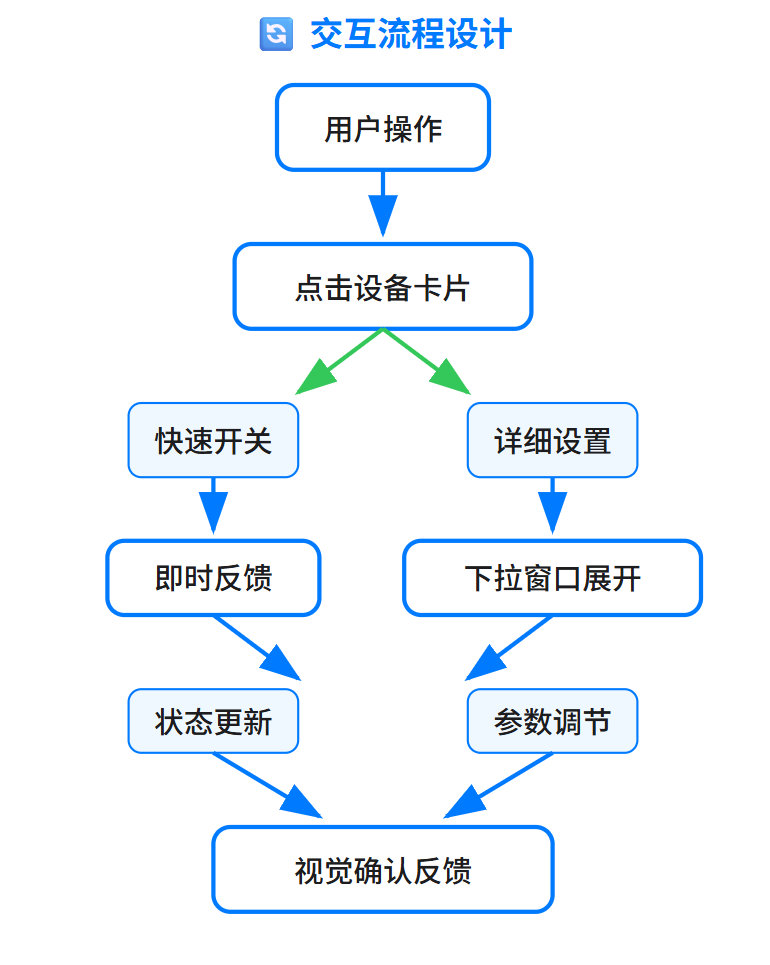 🔄 交互流程设计
用户操作
点击设备卡片
快速开关
详细设置
即时反馈
下拉窗口展开
状态更新
参数调节
视觉确认反馈